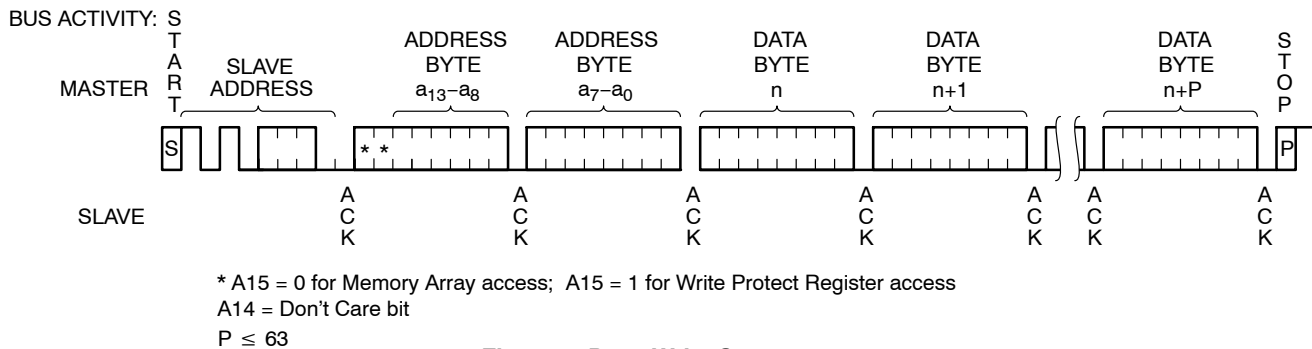 BUS ACTIVITY:
MASTER
START
SLAVE ADDRESS
ADDRESS BYTE a13–a8
ADDRESS BYTE a7–a0
DATA BYTE n
DATA BYTE n+1
DATA BYTE n+P
STOP
S
* *
P
SLAVE
ACK
ACK
ACK
ACK
ACK
ACK
ACK
* A15 = 0 for Memory Array access; A15 = 1 for Write Protect Register access
A14 = Don't Care bit
P ≤ 63